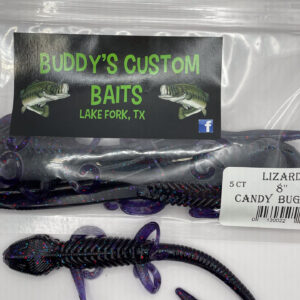 BUDDY'S CUSTOM
BAITS
LAKE FORK, TX
f
LIZARD
5 CT
8"
CANDY BUG